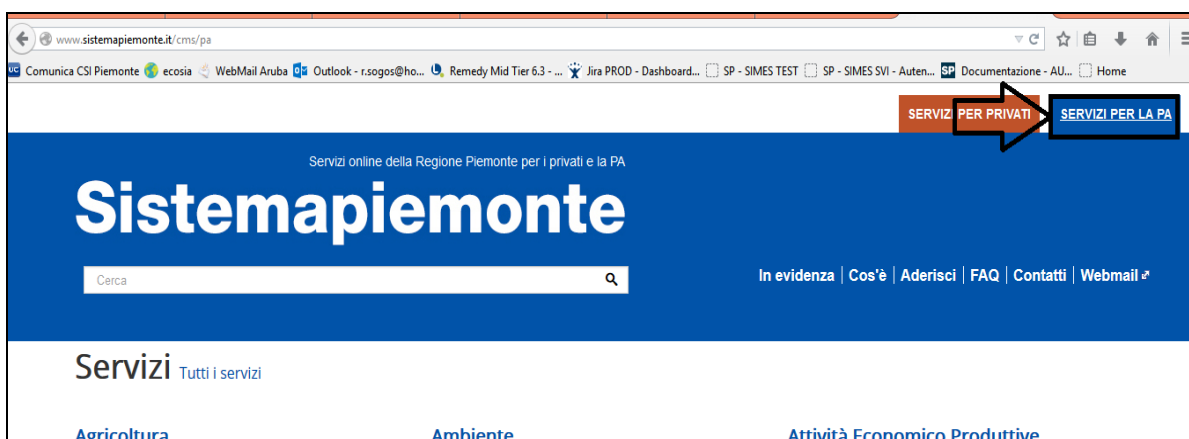 www.sistemapiemonte.it/cms/pa
Comunica CSI Piemonte ecosia WebMail Aruba Outlook - r.sogos@ho... Remedy Mid Tier 6.3 - ... Jira PROD - Dashboard... SP - SIMES TEST SP - SIMES SVI - Auten... SP Documentazione - AU... Home
SERVIZI PER PRIVATI SERVIZI PER LA PA
Servizi online della Regione Piemonte per i privati e la PA
Sistemapiemonte
Cerca
In evidenza | Cos'è | Aderisci | FAQ | Contatti | Webmail
Servizi Tutti i servizi
Agricoltura Ambiente Attività Economico Produttive